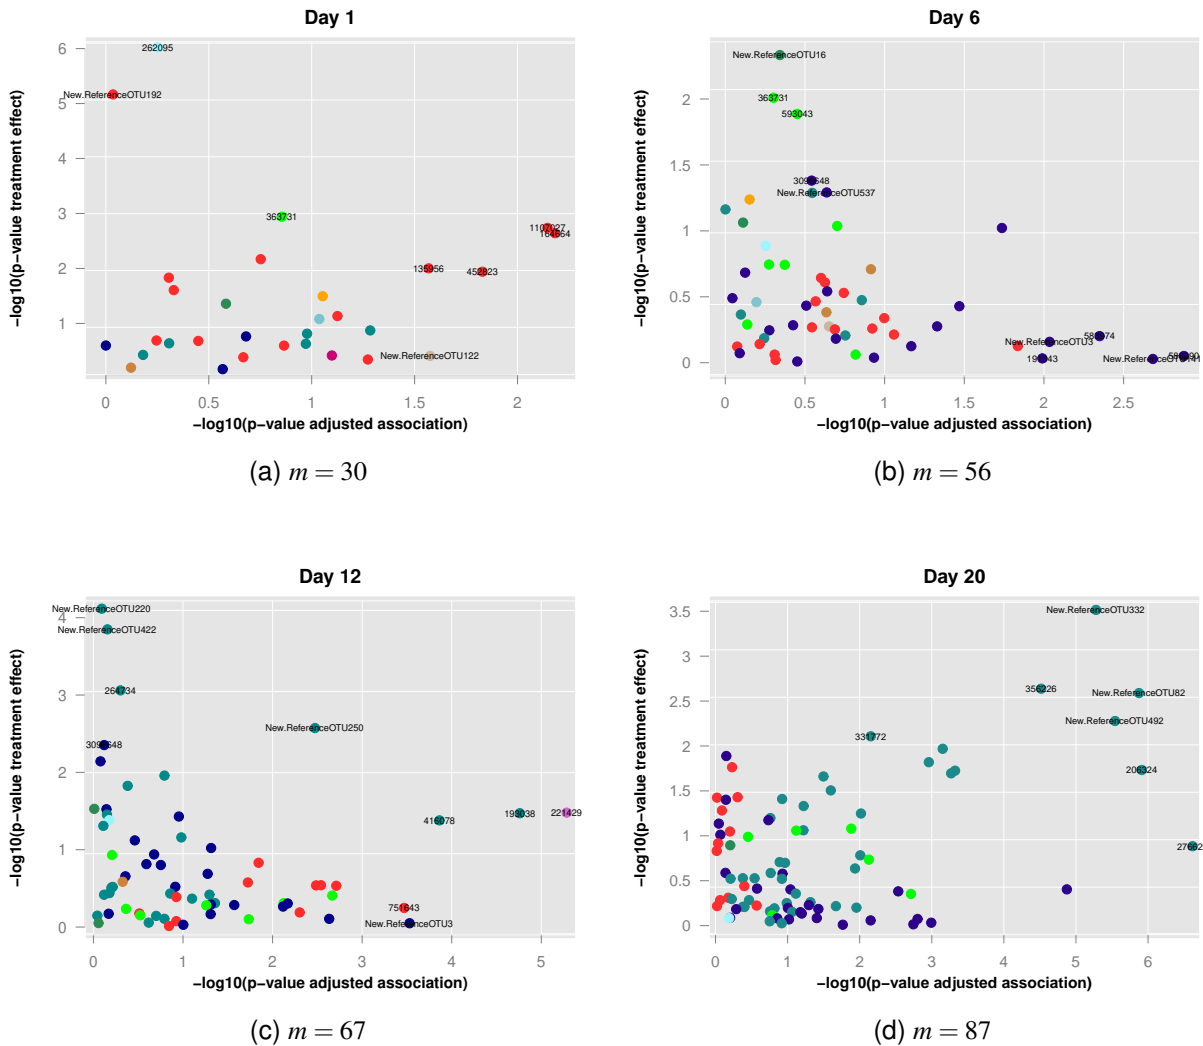 Day 1
−log10(p−value treatment effect)
6
5
4
3
2
1
262095
New.ReferenceOTU192
363731
1107027
164664
135956
452823
New.ReferenceOTU122
0
0.5
1
1.5
2
−log10(p−value adjusted association)
(a) m = 30
Day 6
−log10(p−value treatment effect)
2
1.5
1
0.5
0
New.ReferenceOTU16
363731
593043
New.ReferenceOTU537
New.ReferenceOTU3
191043
0
0.5
1
1.5
2
2.5
−log10(p−value adjusted association)
(b) m = 56
Day 12
−log10(p−value treatment effect)
4
3
2
1
0
New.ReferenceOTU220
New.ReferenceOTU422
264734
New.ReferenceOTU250
416078
193038
221429
751643
New.ReferenceOTU3
0
1
2
3
4
5
−log10(p−value adjusted association)
(c) m = 67
Day 20
−log10(p−value treatment effect)
3.5
3
2.5
2
1.5
1
0.5
0
New.ReferenceOTU332
356226
New.ReferenceOTU82
New.ReferenceOTU492
331772
206324
27662
0
1
2
3
4
5
6
−log10(p−value adjusted association)
(d) m = 87